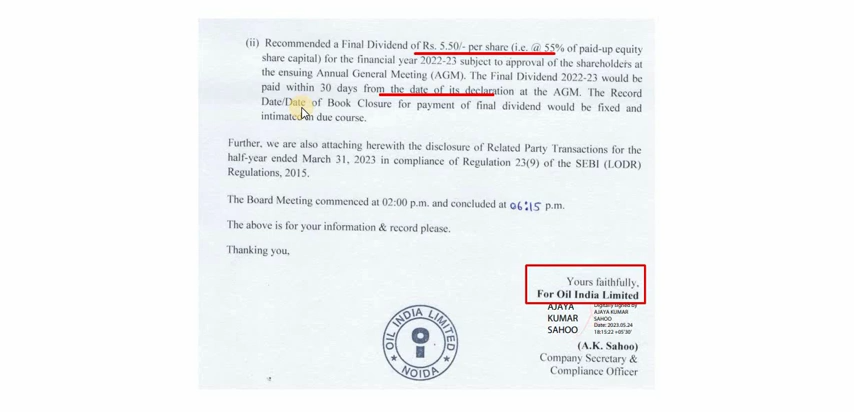 (ii) Recommended a Final Dividend of Rs. 5.50/- per share (i.e. @ 55% of paid-up equity
share capital) for the financial year 2022-23 subject to approval of the shareholders at
the ensuing Annual General Meeting (AGM). The Final Dividend 2022-23 would be
paid within 30 days from the date of its declaration at the AGM. The Record
Date/Date of Book Closure for payment of final dividend would be fixed and
intimated in due course.
Further, we are also attaching herewith the disclosure of Related Party Transactions for the
half-year ended March 31, 2023 in compliance of Regulation 23(9) of the SEBI (LODR)
Regulations, 2015.
The Board Meeting commenced at 02:00 p.m. and concluded at 06:15 p.m.
The above is for your information & record please.
Thanking you,
Yours faithfully,
For Oil India Limited
AJAYA
KUMAR
SAHOO
Digitally signed by
AJAYA KUMAR
SAHOO
Date: 2023.05.24
18:15:22 +05'30'
OIL INDIA LIMITED
NOIDA
(A.K. Sahoo)
Company Secretary &
Compliance Officer